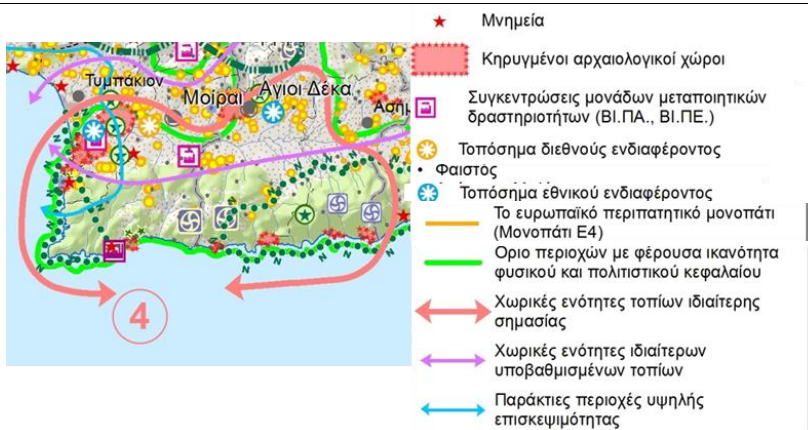 Τυμπάκιον
Μοίραι
Άγιοι Δέκα
Ασήμ
4
Μνημεία
Κηρυγμένοι αρχαιολογικοί χώροι
Συγκεντρώσεις μονάδων μεταποιητικών
δραστηριοτήτων (ΒΙ.ΠΑ., ΒΙ.ΠΕ.)
Τοπόσημα διεθνούς ενδιαφέροντος
• Φαιστός
Τοπόσημα εθνικού ενδιαφέροντος
Το ευρωπαϊκό περιπατητικό μονοπάτι
(Μονοπάτι Ε4)
Οριο περιοχών με φέρουσα ικανότητα
φυσικού και πολιτιστικού κεφαλαίου
Χωρικές ενότητες τοπίων ιδιαίτερης
σημασίας
Χωρικές ενότητες ιδιαίτερων
υποβαθμισμένων τοπίων
Παράκτιες περιοχές υψηλής
επισκεψιμότητας